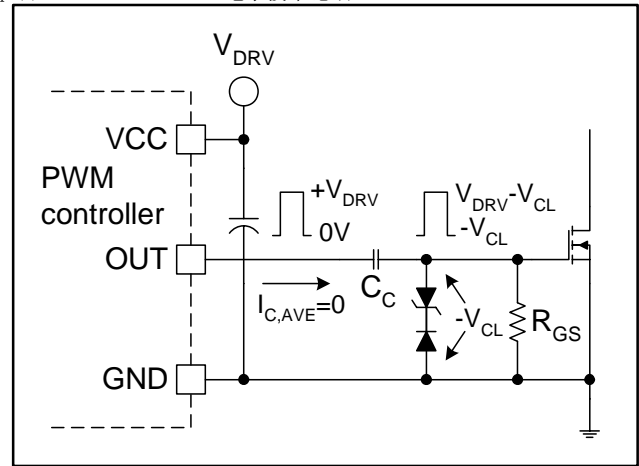 V_DRV
VCC
PWM
controller
+V_DRV
0V
V_DRV-V_CL
-V_CL
OUT
I_C,AVE=0
C_C
-V_CL
R_GS
GND